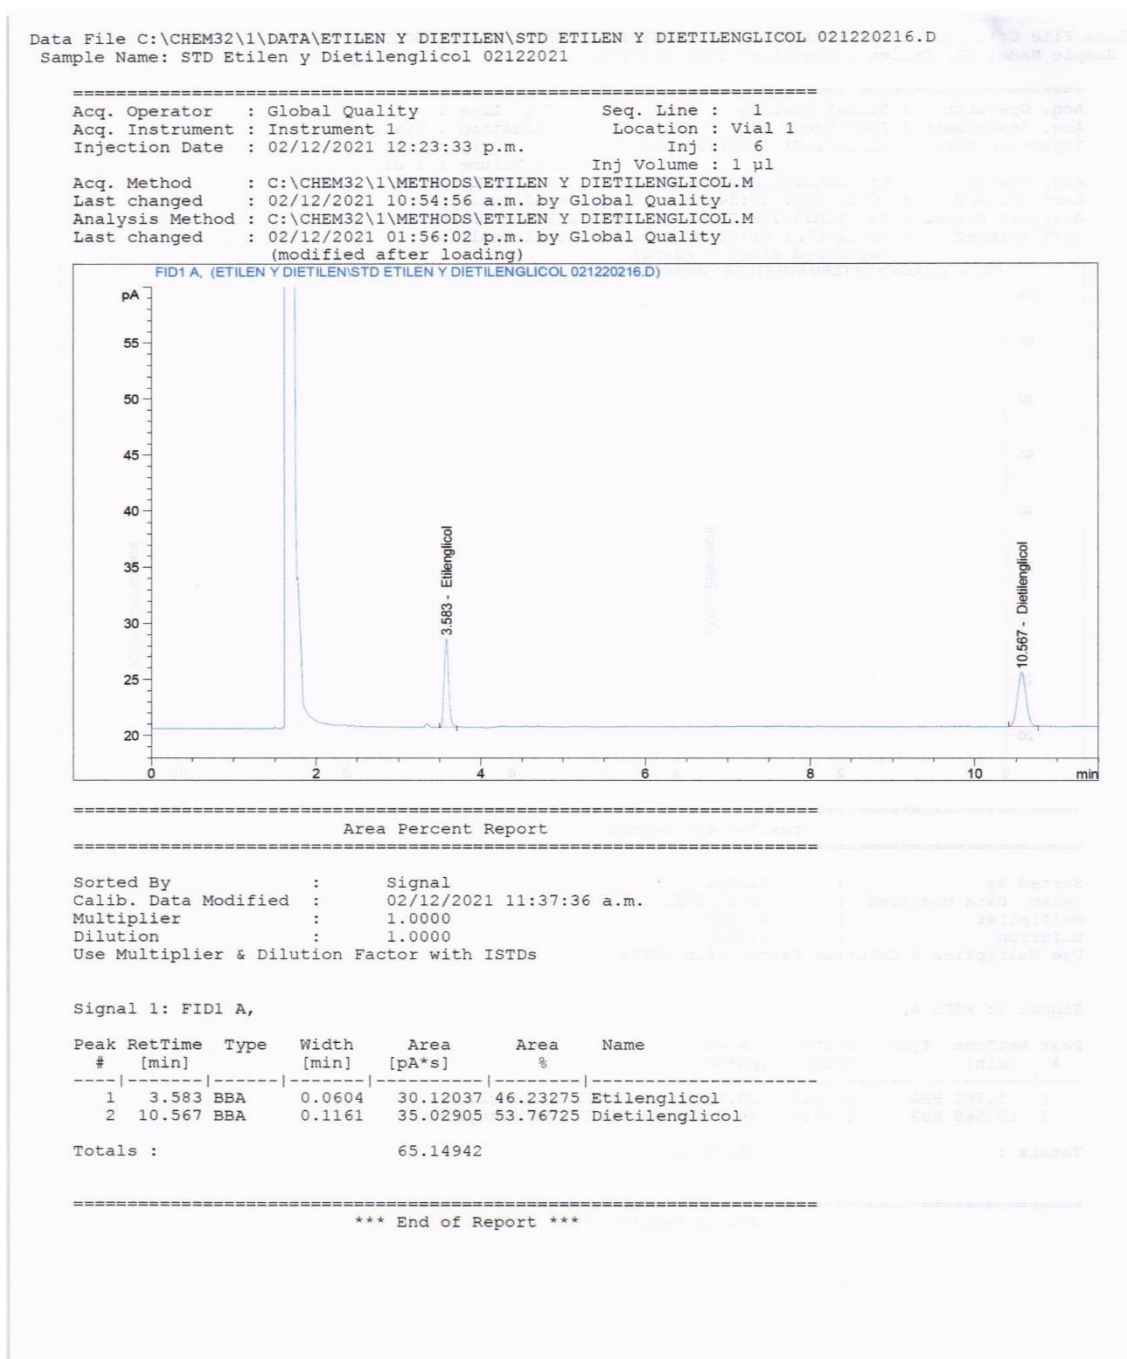 Data File C:\CHEM32\1\DATA\ETILEN Y DIETILEN\STD ETILEN Y DIETILENGLICOL 021220216.D
Sample Name: STD Etilen y Dietilenglicol 02122021
=====================================================================
Acq. Operator : Global Quality Seq. Line : 1
Acq. Instrument : Instrument 1 Location : Vial 1
Injection Date : 02/12/2021 12:23:33 p.m. Inj : 6
Inj Volume : 1 µl
Acq. Method : C:\CHEM32\1\METHODS\ETILEN Y DIETILENGLICOL.M
Last changed : 02/12/2021 10:54:56 a.m. by Global Quality
Analysis Method : C:\CHEM32\1\METHODS\ETILEN Y DIETILENGLICOL.M
Last changed : 02/12/2021 01:56:02 p.m. by Global Quality
(modified after loading)
FID1 A, (ETILEN Y DIETILEN\STD ETILEN Y DIETILENGLICOL 021220216.D)
pA
55
50
45
40
35
30
25
20
3.583 - Etilenglicol
10.567 - Dietilenglicol
0 2 4 6 8 10 min
=====================================================================
Area Percent Report
=====================================================================
Sorted By : Signal
Calib. Data Modified : 02/12/2021 11:37:36 a.m.
Multiplier : 1.0000
Dilution : 1.0000
Use Multiplier & Dilution Factor with ISTDs
Signal 1: FID1 A,
Peak RetTime Type Width Area Area Name
# [min] [min] [pA*s] %
----|-------|------|-------|----------|--------|---------------------
1 3.583 BBA 0.0604 30.12037 46.23275 Etilenglicol
2 10.567 BBA 0.1161 35.02905 53.76725 Dietilenglicol
Totals : 65.14942
=====================================================================
*** End of Report ***